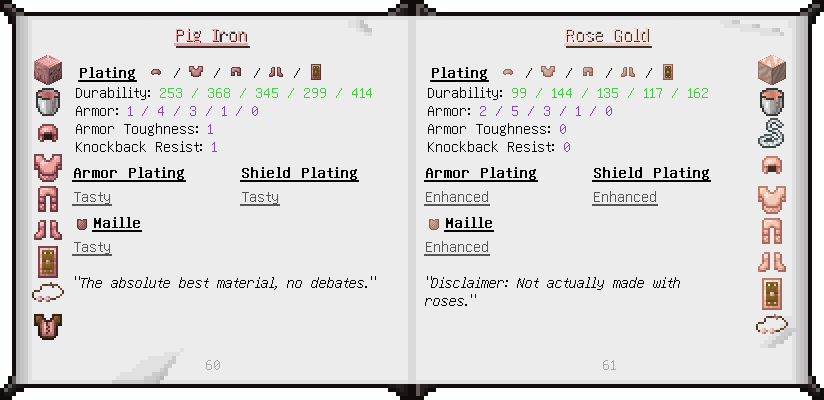 Pig Iron
Plating / / / /
Durability: 253 / 368 / 345 / 299 / 414
Armor: 1 / 4 / 3 / 1 / 0
Armor Toughness: 1
Knockback Resist: 1
Armor Plating Shield Plating
Tasty Tasty
Maille
Tasty
"The absolute best material, no debates."
60
Rose Gold
Plating / / / /
Durability: 99 / 144 / 135 / 117 / 162
Armor: 2 / 5 / 3 / 1 / 0
Armor Toughness: 0
Knockback Resist: 0
Armor Plating Shield Plating
Enhanced Enhanced
Maille
Enhanced
"Disclaimer: Not actually made with
roses."
61